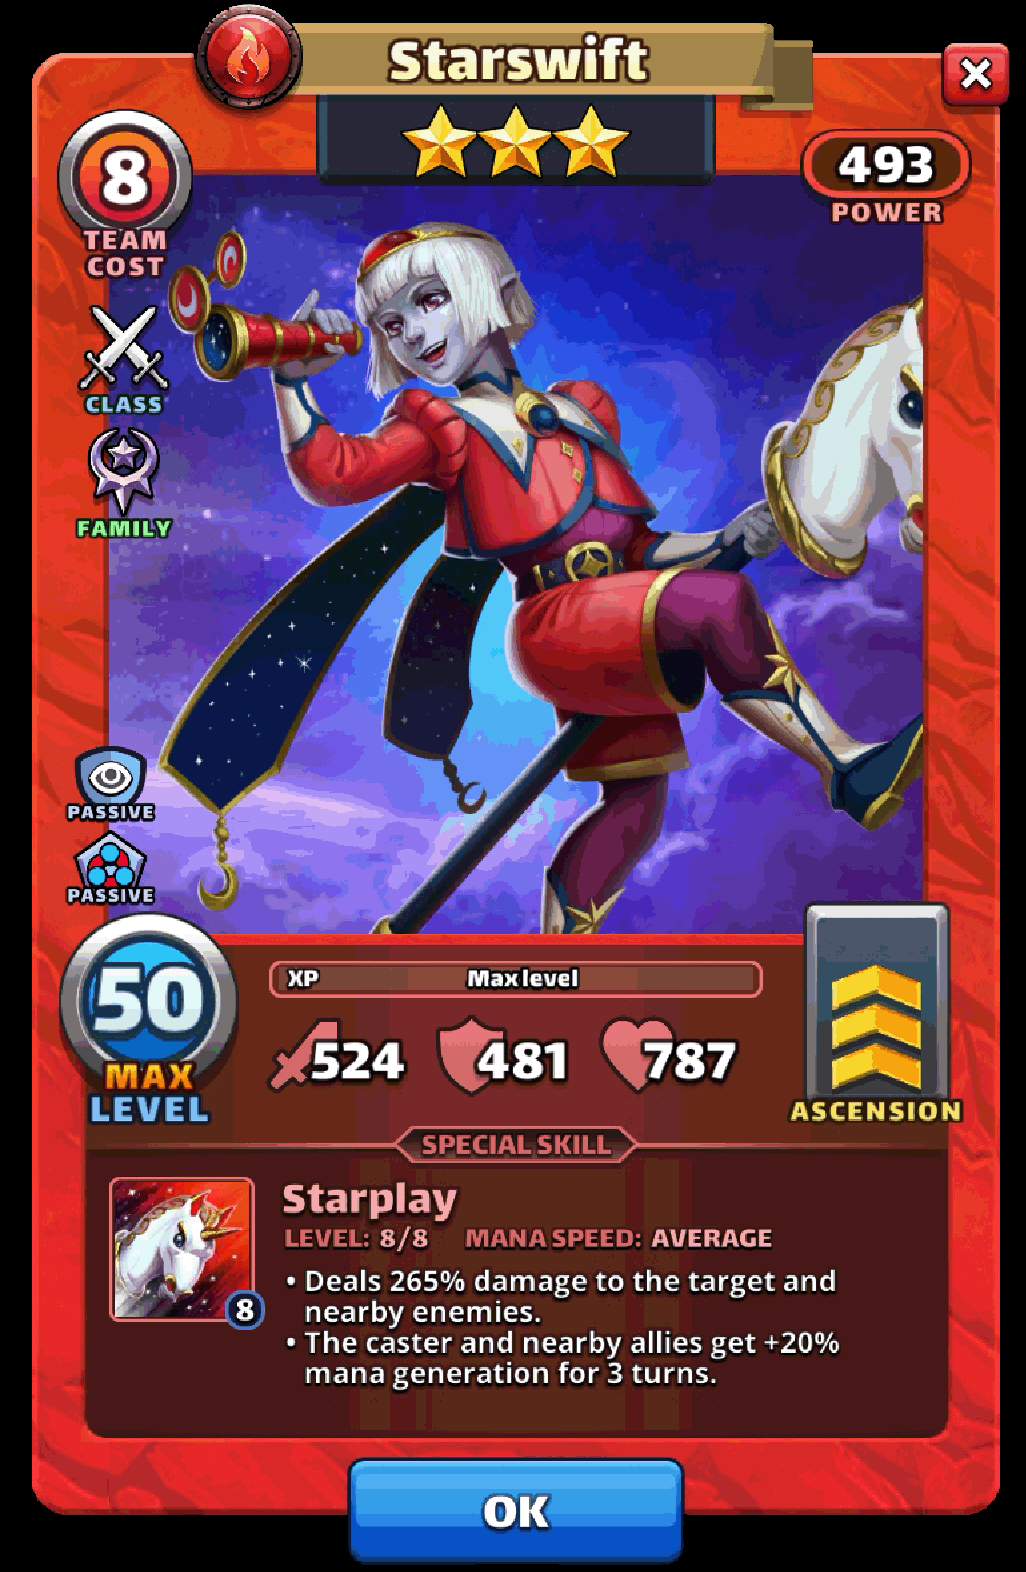 Starswift
8
TEAM
COST
493
POWER
CLASS
FAMILY
PASSIVE
PASSIVE
50
MAX
LEVEL
XP Max level
524 481 787
ASCENSION
SPECIAL SKILL
Starplay
LEVEL: 8/8 MANA SPEED: AVERAGE
8
• Deals 265% damage to the target and
nearby enemies.
• The caster and nearby allies get +20%
mana generation for 3 turns.
OK